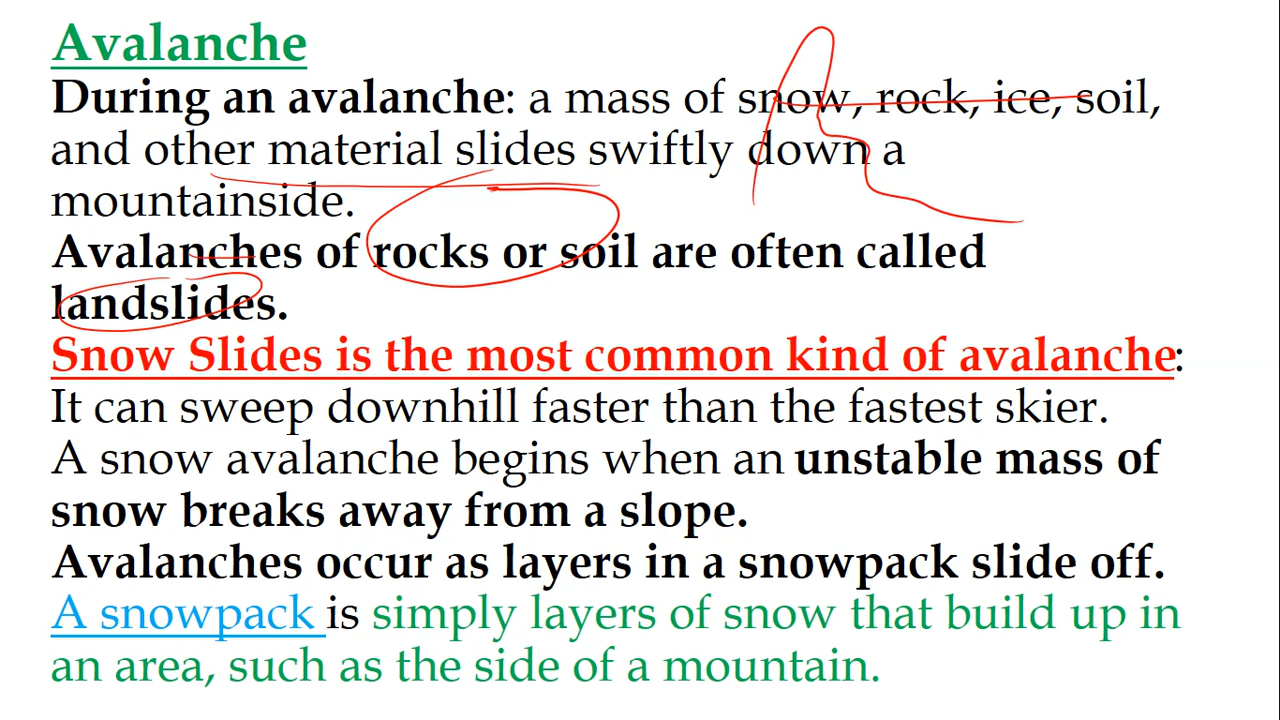 Avalanche
During an avalanche: a mass of snow, rock, ice, soil,
and other material slides swiftly down a
mountainside.
Avalanches of rocks or soil are often called
landslides.
Snow Slides is the most common kind of avalanche:
It can sweep downhill faster than the fastest skier.
A snow avalanche begins when an unstable mass of
snow breaks away from a slope.
Avalanches occur as layers in a snowpack slide off.
A snowpack is simply layers of snow that build up in
an area, such as the side of a mountain.